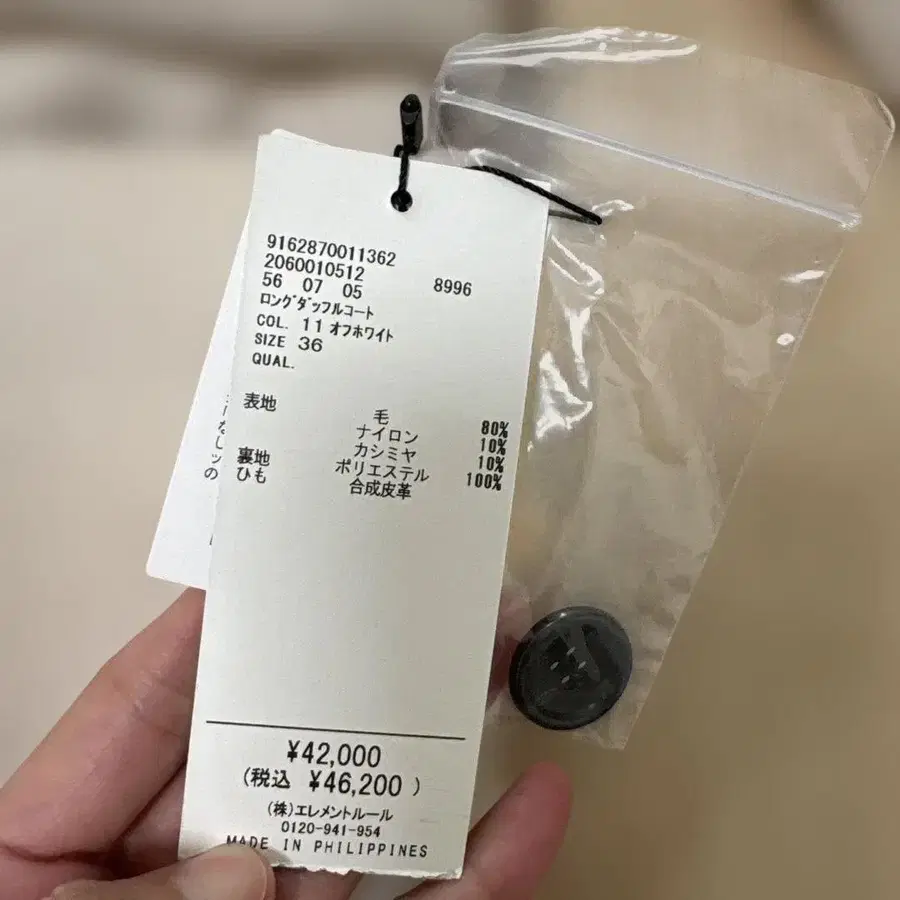 9162870011362
2060010512
56 07 05 8996
ロングダッフルコート
COL. 11 オフホワイト
SIZE 36
QUAL.
表地 毛 80%
ナイロン 10%
カシミヤ 10%
裏地 ポリエステル 100%
ひも 合成皮革
¥42,000
(税込 ¥46,200 )
(株)エレメントルール
0120-941-954
MADE IN PHILIPPINES